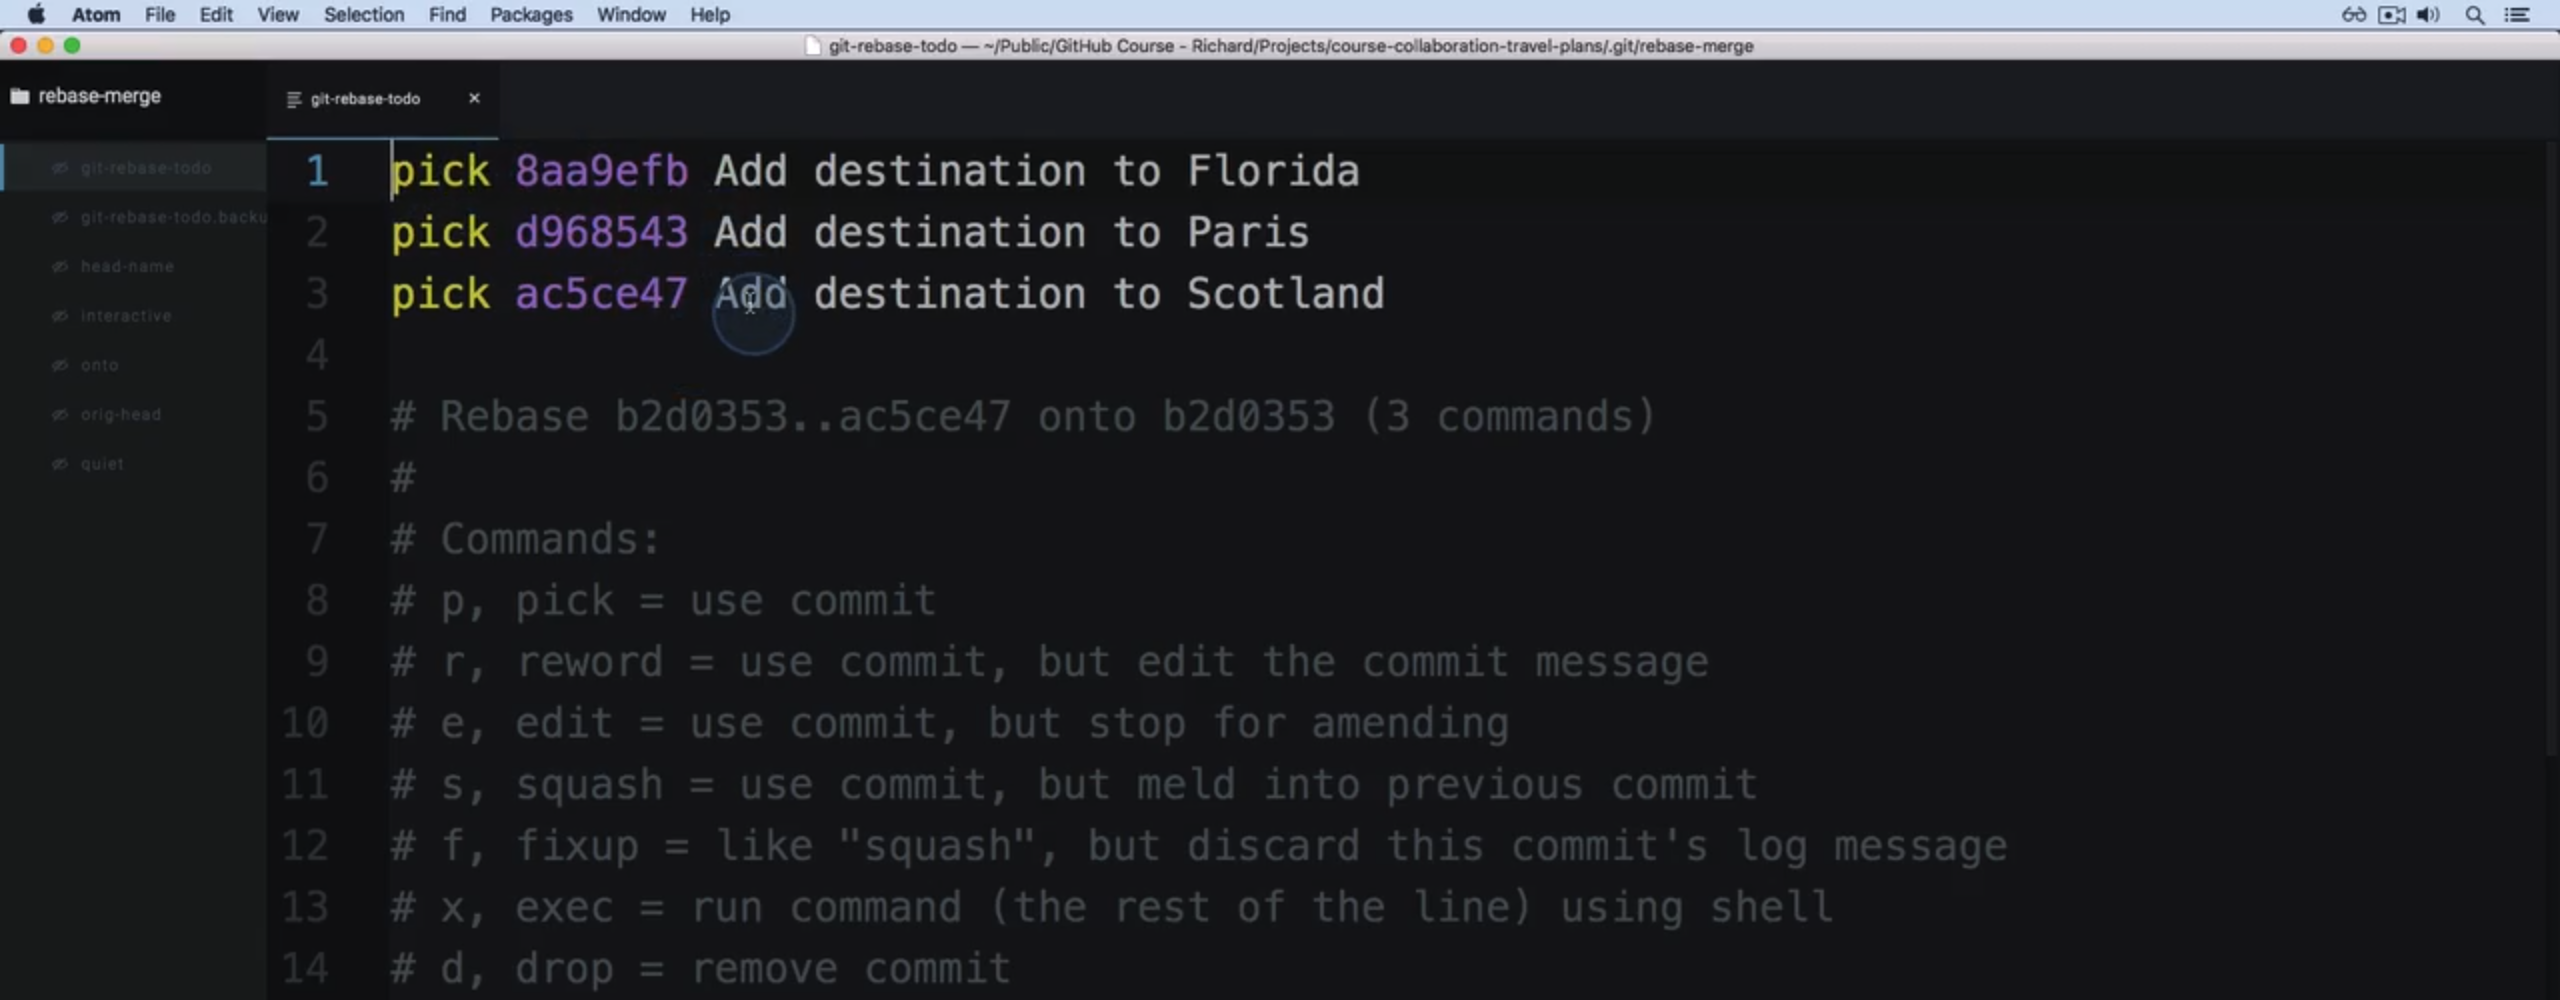 Atom File Edit View Selection Find Packages Window Help
git-rebase-todo — ~/Public/GitHub Course - Richard/Projects/course-collaboration-travel-plans/.git/rebase-merge
rebase-merge
git-rebase-todo
git-rebase-todo
git-rebase-todo.backu
head-name
interactive
onto
orig-head
quiet
1 pick 8aa9efb Add destination to Florida
2 pick d968543 Add destination to Paris
3 pick ac5ce47 Add destination to Scotland
4
5 # Rebase b2d0353..ac5ce47 onto b2d0353 (3 commands)
6 #
7 # Commands:
8 # p, pick = use commit
9 # r, reword = use commit, but edit the commit message
10 # e, edit = use commit, but stop for amending
11 # s, squash = use commit, but meld into previous commit
12 # f, fixup = like "squash", but discard this commit's log message
13 # x, exec = run command (the rest of the line) using shell
14 # d, drop = remove commit